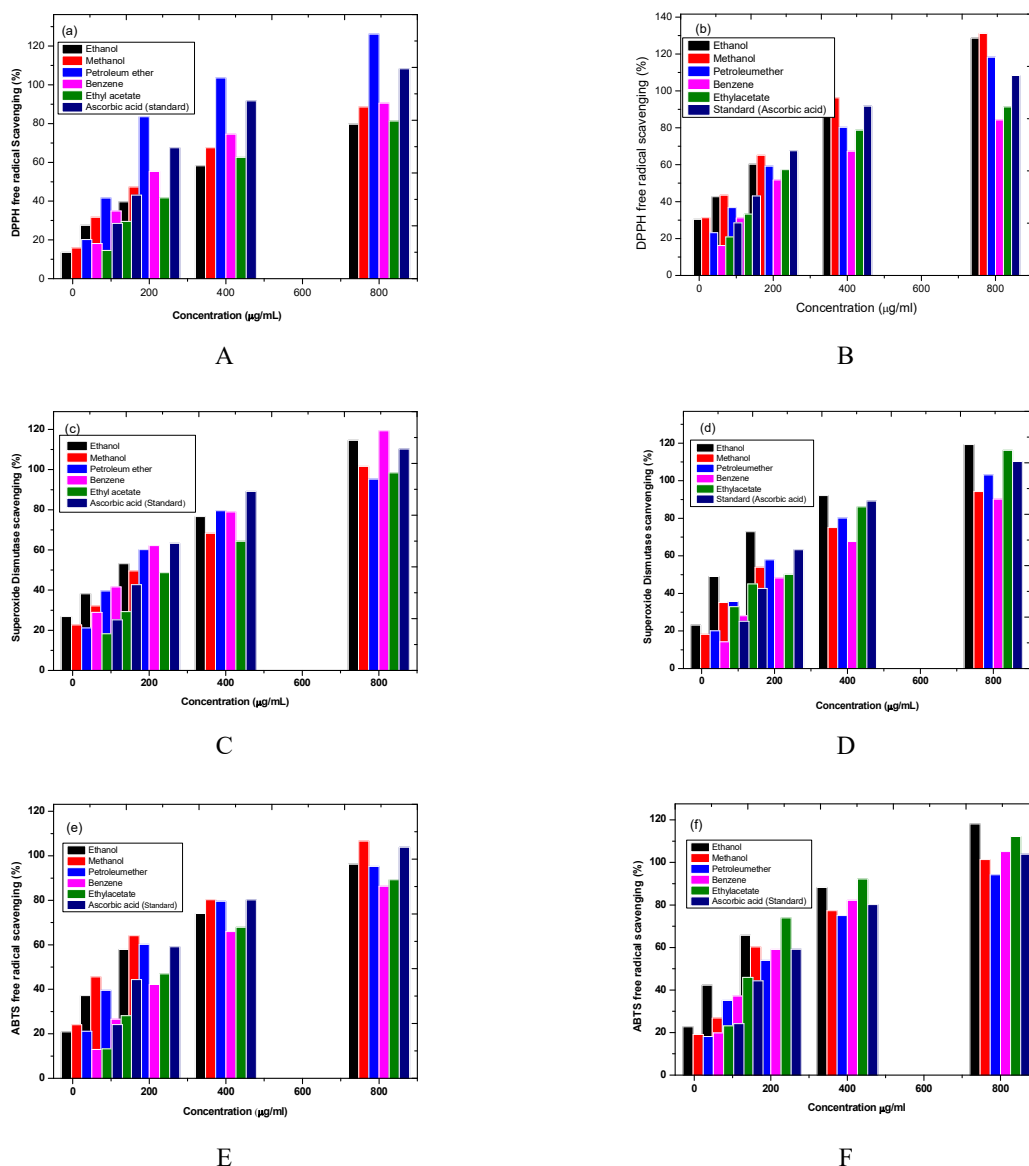 (a)
Ethanol
Methanol
Petroleum ether
Benzene
Ethyl acetate
Ascorbic acid (standard)
DPPH free radical Scavenging (%)
120
100
80
60
40
20
0
0 200 400 600 800
Concentration (µg/mL)
A
(b)
Ethanol
Methanol
Petroleumether
Benzene
Ethylacetate
Standard (Ascorbic acid)
DPPH free radical scavenging (%)
140
120
100
80
60
40
20
0
0 200 400 600 800
Concentration (µg/ml)
B
(c)
Ethanol
Methanol
Petroleum ether
Benzene
Ethyl acetate
Ascorbic acid (Standard)
Superoxide Dismutase scavenging (%)
120
100
80
60
40
20
0
0 200 400 600 800
Concentration (µg/mL)
C
(d)
Ethanol
Methanol
Petroleumether
Benzene
Ethylacetate
Standard (Ascorbic acid)
Superoxide Dismutase scanvenging (%)
120
100
80
60
40
20
0
0 200 400 600 800
Concentration (µg/mL)
D
(e)
Ethanol
Methanol
Petroleumether
Benzene
Ethylacetate
Ascorbic acid (Standard)
ABTS free radical scavenging (%)
120
100
80
60
40
20
0
0 200 400 600 800
Concentration (µg/ml)
E
(f)
Ethanol
Methanol
Petroleumether
Benzene
Ethylacetate
Ascorbic acid (Standard)
ABTS free radical scavenging (%)
120
100
80
60
40
20
0
0 200 400 600 800
Concentration µg/ml
F